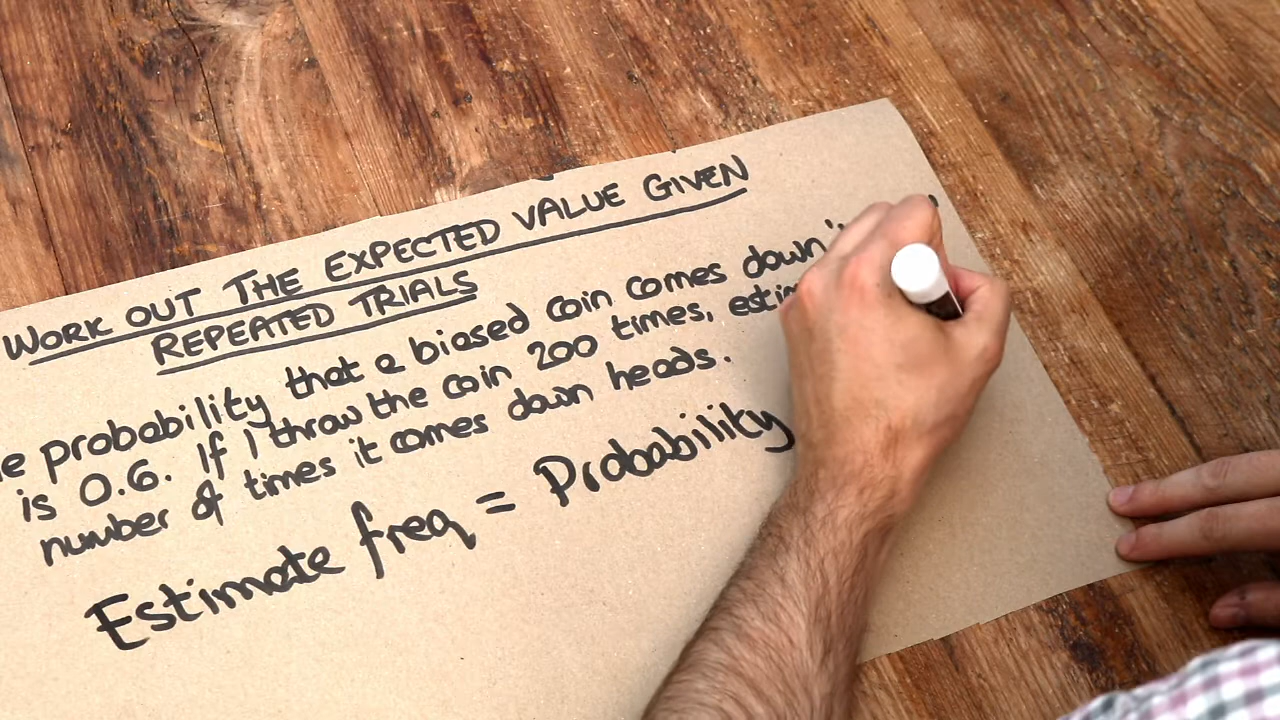 WORK OUT THE EXPECTED VALUE GIVEN
REPEATED TRIALS
probability that a biased coin comes down
is 0.6. If I throw the coin 200 times,
number of times it comes down heads.
Estimate freq = Probability